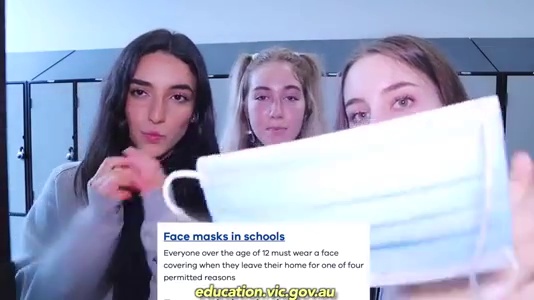 Face masks in schools
Everyone over the age of 12 must wear a face
covering when they leave their home for one of four
permitted reasons
education.vic.gov.au